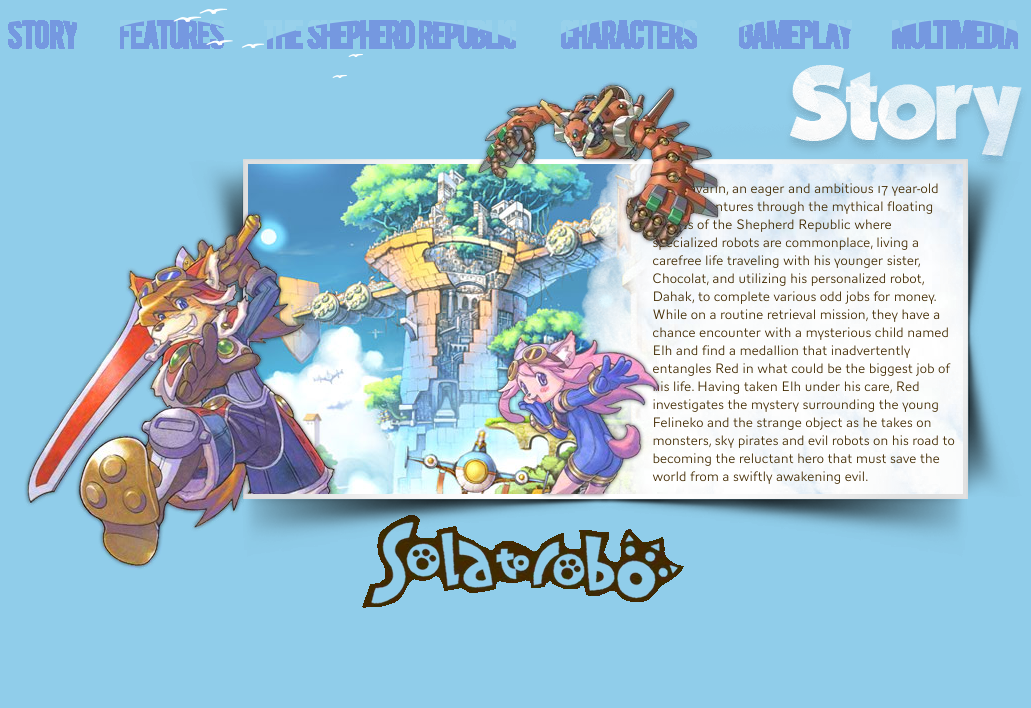 STORY FEATURES THE SHEPHERD REPUBLIC CHARACTERS GAMEPLAY MULTIMEDIA
Story
an eager and ambitious 17 year-old
through the mythical floating
of the Shepherd Republic where
specialized robots are commonplace, living a
carefree life traveling with his younger sister,
Chocolat, and utilizing his personalized robot,
Dahak, to complete various odd jobs for money.
While on a routine retrieval mission, they have a
chance encounter with a mysterious child named
Elh and find a medallion that inadvertently
entangles Red in what could be the biggest job of
his life. Having taken Elh under his care, Red
investigates the mystery surrounding the young
Felineko and the strange object as he takes on
monsters, sky pirates and evil robots on his road to
becoming the reluctant hero that must save the
world from a swiftly awakening evil.
Solatorobo